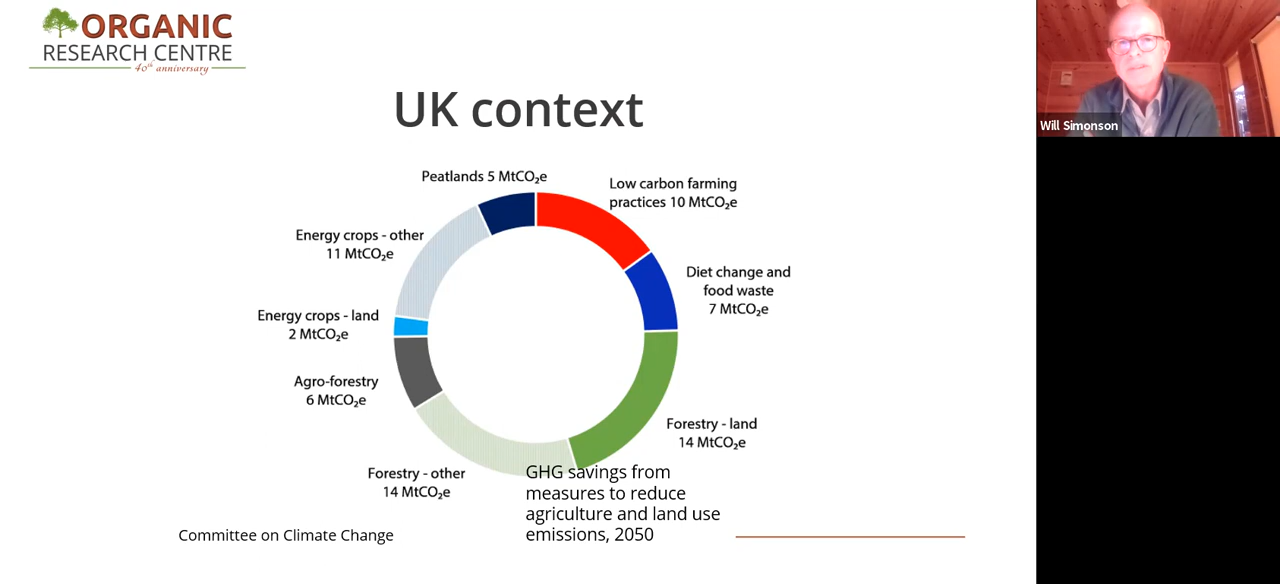 ORGANIC
RESEARCH CENTRE
40th anniversary
UK context
Peatlands 5 MtCO₂e
Low carbon farming
practices 10 MtCO₂e
Energy crops - other
11 MtCO₂e
Diet change and
food waste
7 MtCO₂e
Energy crops - land
2 MtCO₂e
Agro-forestry
6 MtCO₂e
Forestry - land
14 MtCO₂e
Forestry - other
14 MtCO₂e
GHG savings from
measures to reduce
agriculture and land use
emissions, 2050
Committee on Climate Change
Will Simonson